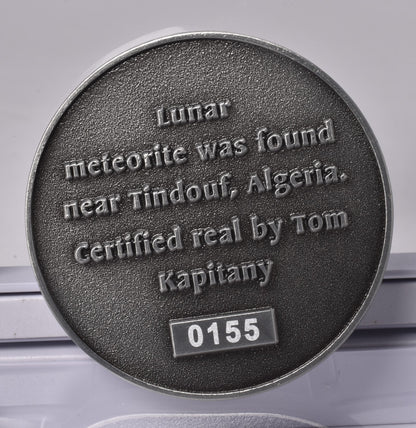 Lunar
meteorite was found
near Tindouf, Algeria.
Certified real by Tom
Kapitany
0155